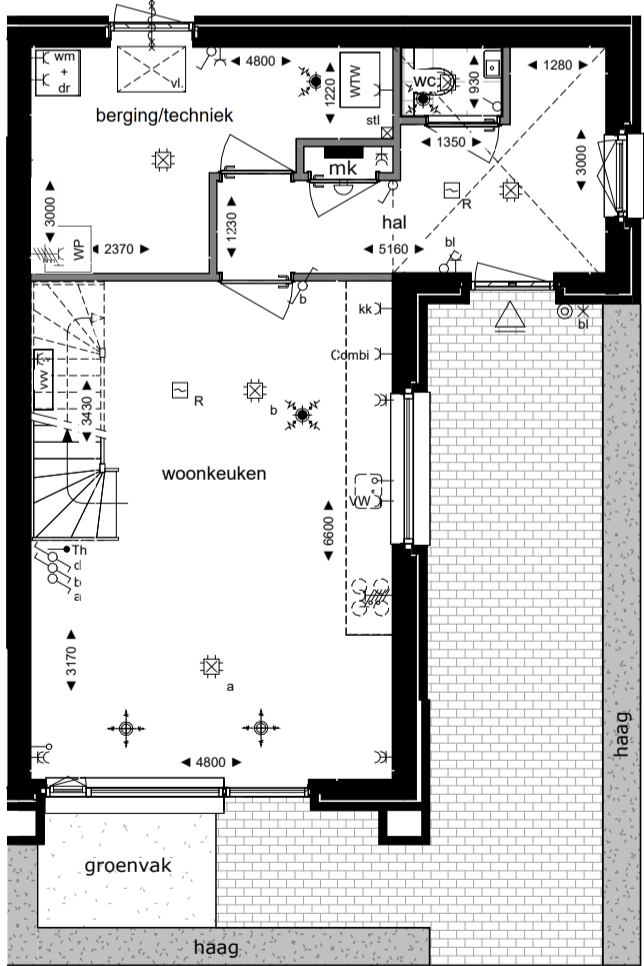 wm
+
dr
vl.
4800
1220
WTW
wc
930
1280
berging/techniek
stl
1350
3000
mk
R
3000
1230
hal
WP
2370
5160
bl
b
kk
bl
Combi
vw
3430
R
b
woonkeuken
VW
6600
Th
d
b
a
3170
a
4800
haag
groenvak
haag